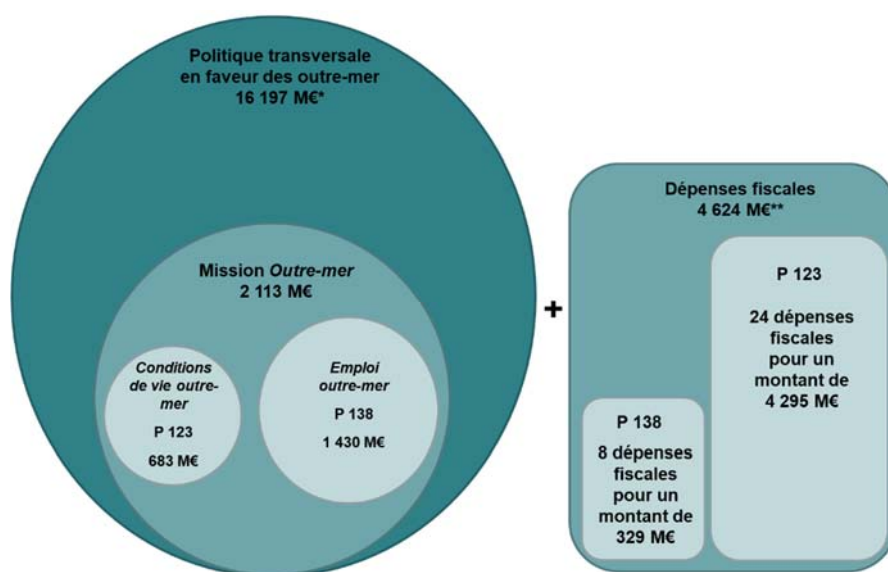 Politique transversale
en faveur des outre-mer
16 197 M€*
Mission Outre-mer
2 113 M€
Conditions
de vie outre-
mer
P 123
683 M€
Emploi
outre-mer
P 138
1 430 M€
+
Dépenses fiscales
4 624 M€**
P 138
8 dépenses
fiscales
pour un
montant de
329 M€
P 123
24 dépenses
fiscales
pour un
montant de
4 295 M€